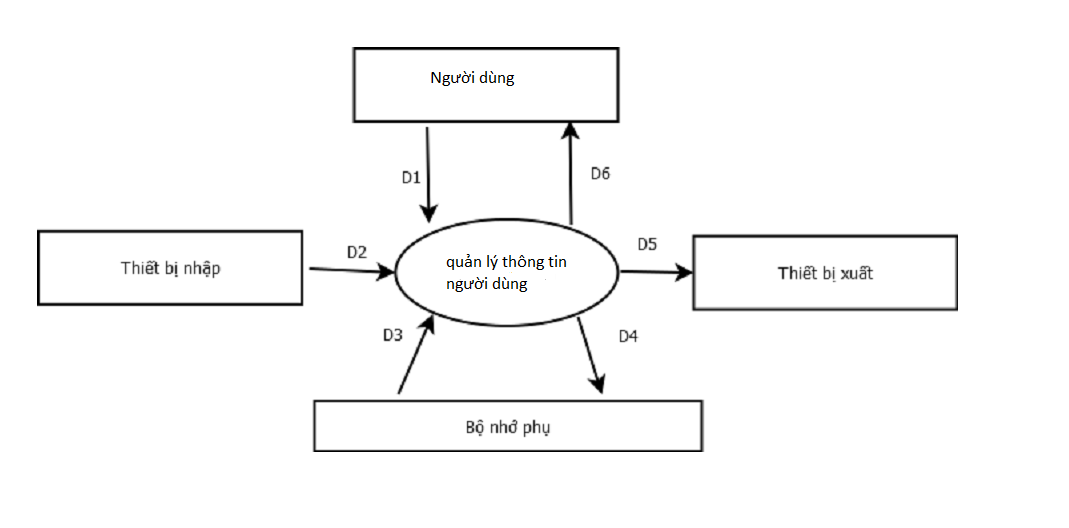 Người dùng
D1
D6
Thiết bị nhập
D2
quản lý thông tin
người dùng
D5
Thiết bị xuất
D3
D4
Bộ nhớ phụ